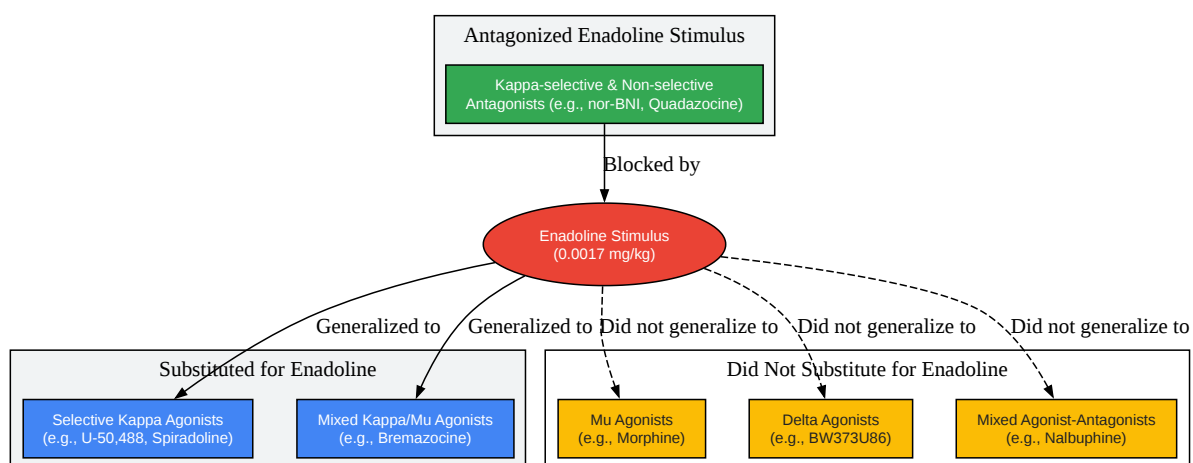 Antagonized Enadoline Stimulus
Kappa-selective & Non-selective
Antagonists (e.g., nor-BNI, Quadazocine)
Blocked by
Enadoline Stimulus
(0.0017 mg/kg)
Generalized to
Generalized to
Did not generalize to
Did not generalize to
Did not generalize to
Substituted for Enadoline
Did Not Substitute for Enadoline
Selective Kappa Agonists
(e.g., U-50,488, Spiradoline)
Mixed Kappa/Mu Agonists
(e.g., Bremazocine)
Mu Agonists
(e.g., Morphine)
Delta Agonists
(e.g., BW373U86)
Mixed Agonist-Antagonists
(e.g., Nalbuphine)